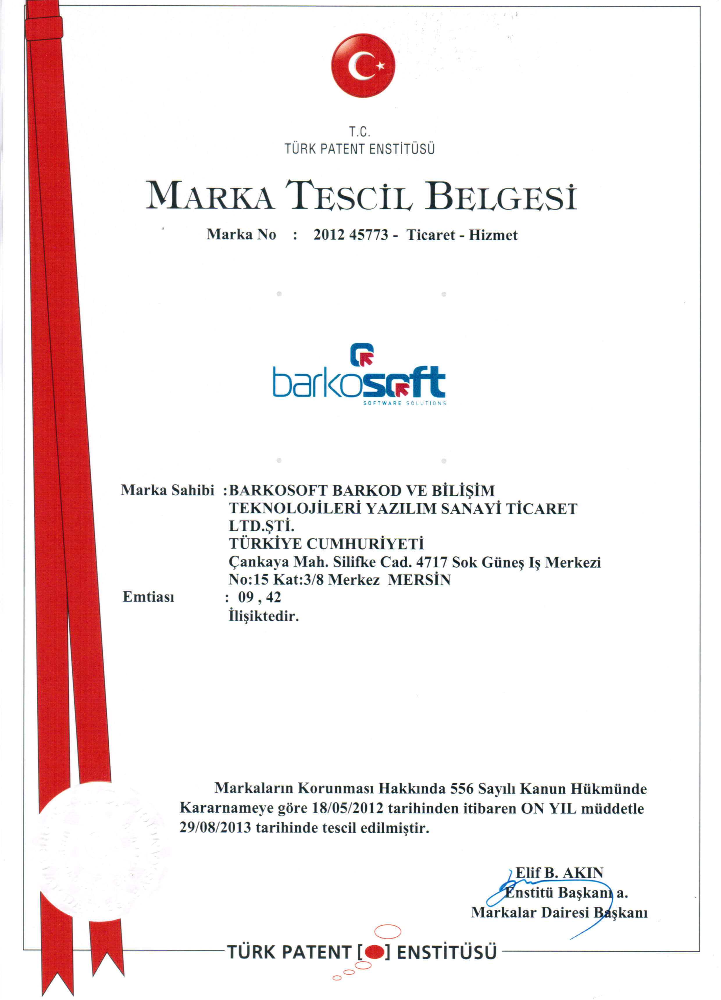 T.C.
TÜRK PATENT ENSTİTÜSÜ
MARKA TESCİL BELGESİ
Marka No : 2012 45773 - Ticaret - Hizmet
barkosoft
SOFTWARE SOLUTIONS
Marka Sahibi :BARKOSOFT BARKOD VE BİLİŞİM
TEKNOLOJİLERİ YAZILIM SANAYİ TİCARET
LTD.ŞTİ.
TÜRKİYE CUMHURİYETİ
Çankaya Mah. Silifke Cad. 4717 Sok Güneş Iş Merkezi
No:15 Kat:3/8 Merkez MERSİN
Emtiası : 09 , 42
İlişiktedir.
Markaların Korunması Hakkında 556 Sayılı Kanun Hükmünde
Kararnameye göre 18/05/2012 tarihinden itibaren ON YIL müddetle
29/08/2013 tarihinde tescil edilmiştir.
Elif B. AKIN
Enstitü Başkanı a.
Markalar Dairesi Başkanı
TÜRK PATENT [ ] ENSTİTÜSÜ